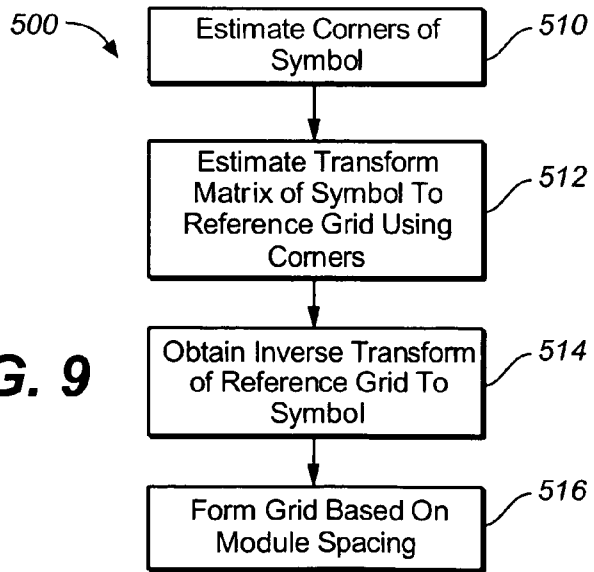 500
Estimate Corners of
Symbol
510
Estimate Transform
Matrix of Symbol To
Reference Grid Using
Corners
512
G. 9
Obtain Inverse Transform
of Reference Grid To
Symbol
514
Form Grid Based On
Module Spacing
516